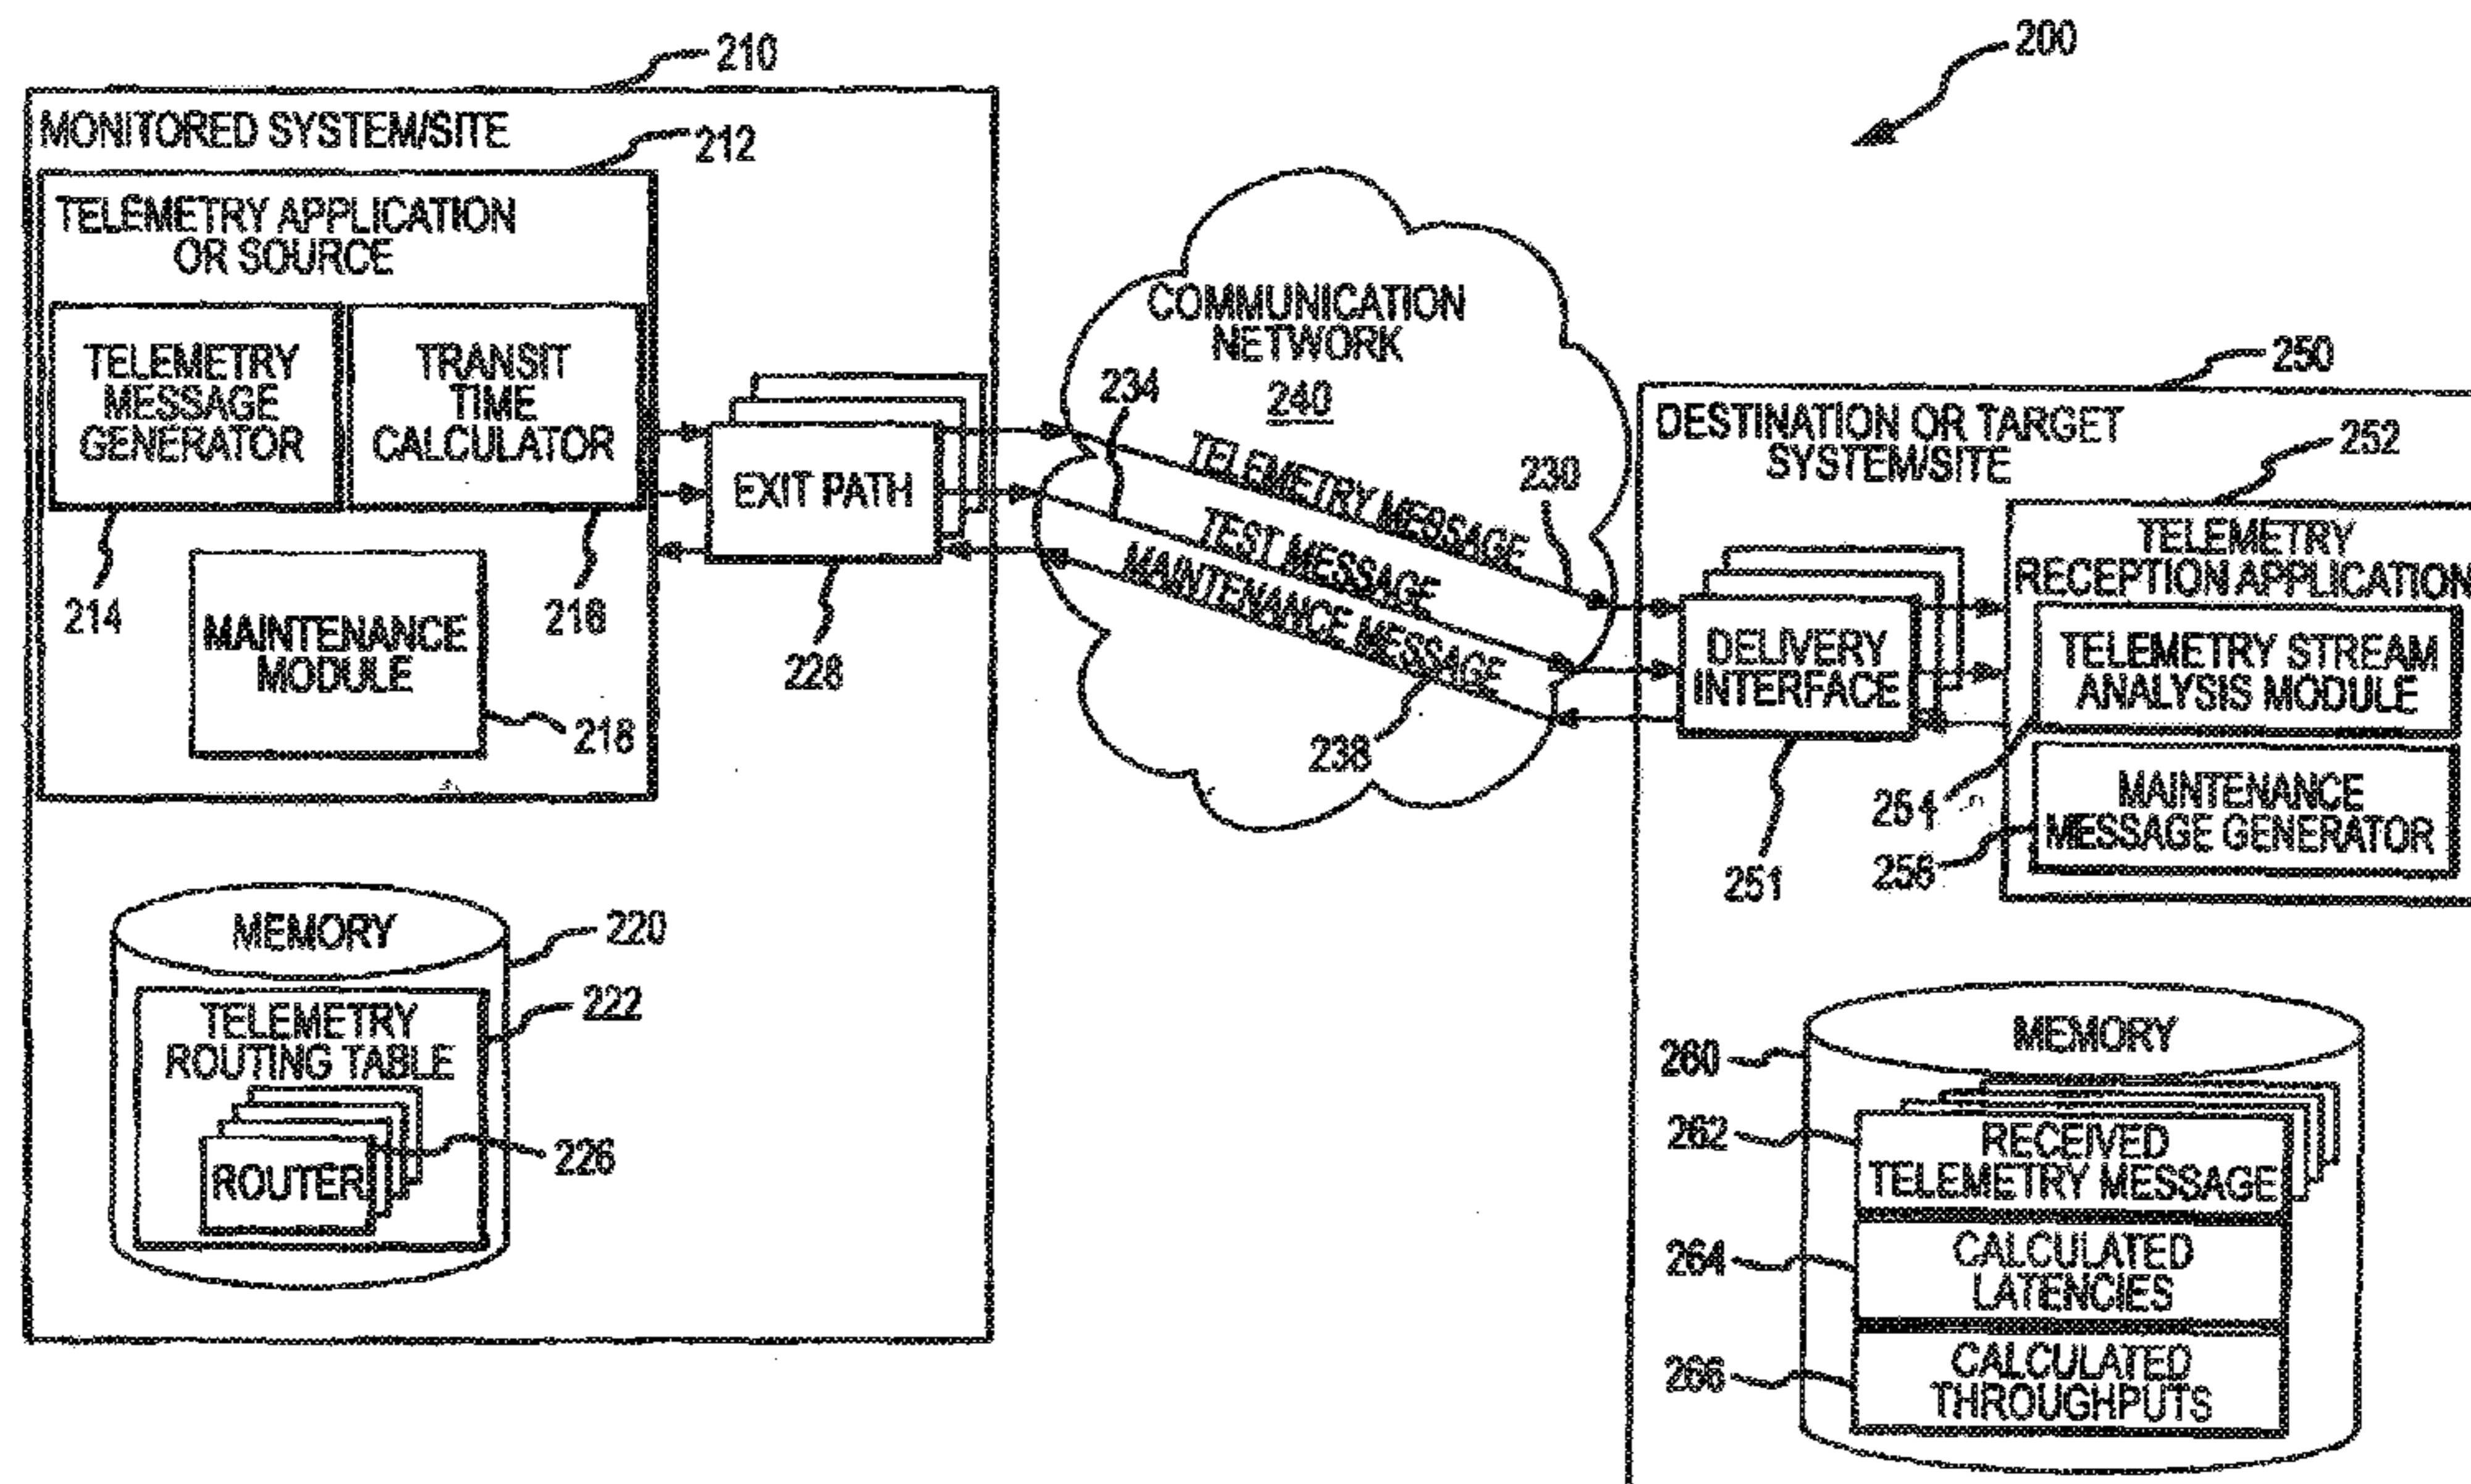 200
210
MONITORED SYSTEM/SITE
212
TELEMETRY APPLICATION
OR SOURCE
TELEMETRY
MESSAGE
GENERATOR
TRANSIT
TIME
CALCULATOR
214
216
MAINTENANCE
MODULE
218
EXIT PATH
228
COMMUNICATION
NETWORK
240
234
TELEMETRY MESSAGE
230
TEST MESSAGE
MAINTENANCE MESSAGE
238
250
DESTINATION OR TARGET
SYSTEM/SITE
252
TELEMETRY
RECEPTION APPLICATION
DELIVERY
INTERFACE
251
TELEMETRY STREAM
ANALYSIS MODULE
254
MAINTENANCE
MESSAGE GENERATOR
256
MEMORY
220
TELEMETRY
ROUTING TABLE
222
ROUTER
226
MEMORY
260
RECEIVED
TELEMETRY MESSAGE
262
CALCULATED
LATENCIES
264
CALCULATED
THROUGHPUTS
266